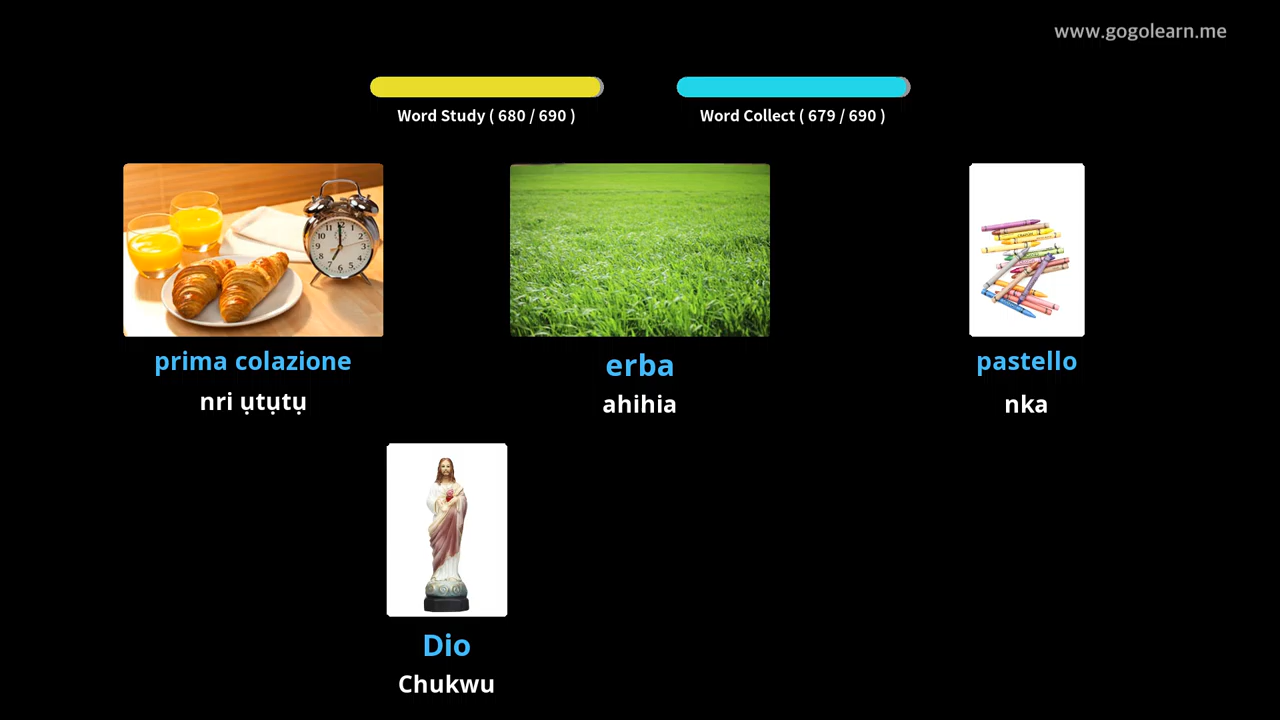 www.gogolearn.me
Word Study ( 680 / 690 )
Word Collect ( 679 / 690 )
prima colazione
erba
pastello
nri ụtụtụ
ahihia
nka
Dio
Chukwu